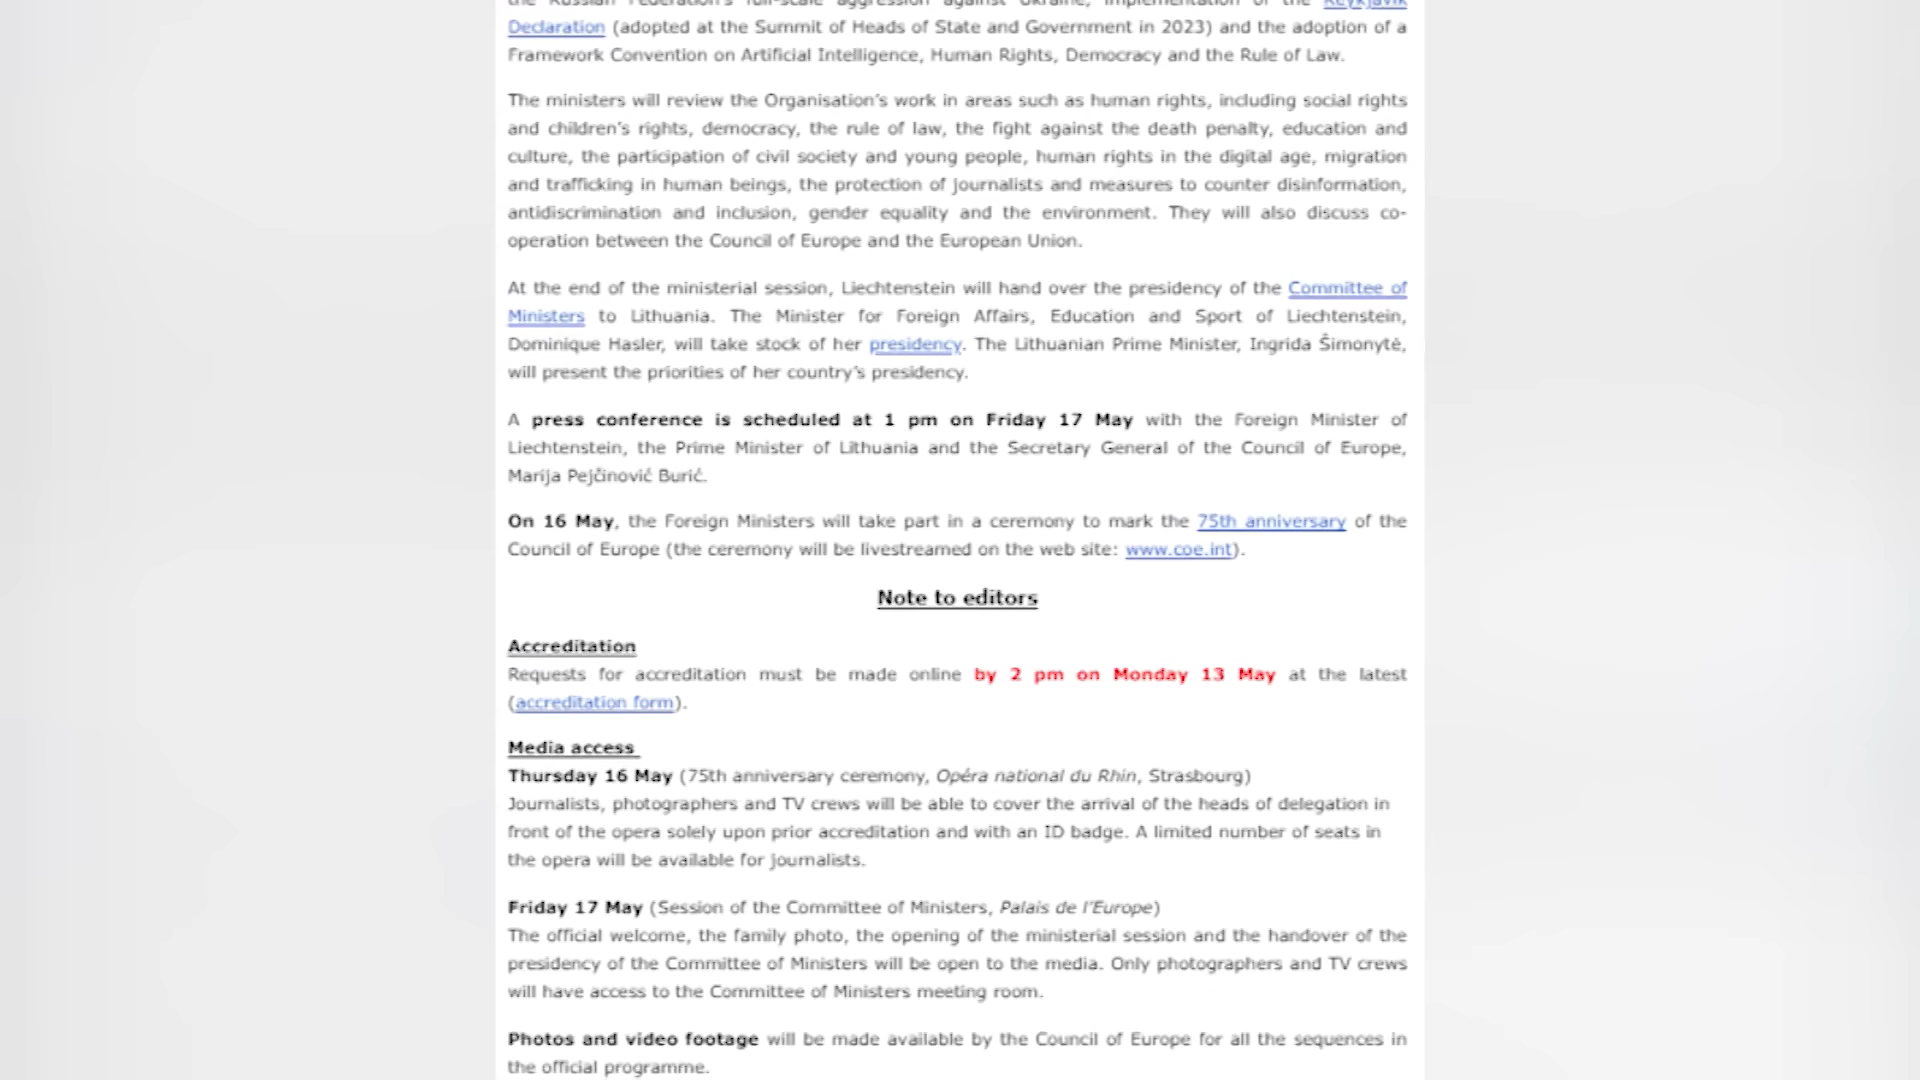 the Russian Federation's full-scale aggression against Ukraine, implementation of the Reykjavik
Declaration (adopted at the Summit of Heads of State and Government in 2023) and the adoption of a
Framework Convention on Artificial Intelligence, Human Rights, Democracy and the Rule of Law.
The ministers will review the Organisation's work in areas such as human rights, including social rights
and children's rights, democracy, the rule of law, the fight against the death penalty, education and
culture, the participation of civil society and young people, human rights in the digital age, migration
and trafficking in human beings, the protection of journalists and measures to counter disinformation,
antidiscrimination and inclusion, gender equality and the environment. They will also discuss co-
operation between the Council of Europe and the European Union.
At the end of the ministerial session, Liechtenstein will hand over the presidency of the Committee of
Ministers to Lithuania. The Minister for Foreign Affairs, Education and Sport of Liechtenstein,
Dominique Hasler, will take stock of her presidency. The Lithuanian Prime Minister, Ingrida Šimonytė,
will present the priorities of her country's presidency.
A press conference is scheduled at 1 pm on Friday 17 May with the Foreign Minister of
Liechtenstein, the Prime Minister of Lithuania and the Secretary General of the Council of Europe,
Marija Pejčinović Burić.
On 16 May, the Foreign Ministers will take part in a ceremony to mark the 75th anniversary of the
Council of Europe (the ceremony will be livestreamed on the web site: www.coe.int).
Note to editors
Accreditation
Requests for accreditation must be made online by 2 pm on Monday 13 May at the latest
(accreditation form).
Media access
Thursday 16 May (75th anniversary ceremony, Opéra national du Rhin, Strasbourg)
Journalists, photographers and TV crews will be able to cover the arrival of the heads of delegation in
front of the opera solely upon prior accreditation and with an ID badge. A limited number of seats in
the opera will be available for journalists.
Friday 17 May (Session of the Committee of Ministers, Palais de l'Europe)
The official welcome, the family photo, the opening of the ministerial session and the handover of the
presidency of the Committee of Ministers will be open to the media. Only photographers and TV crews
will have access to the Committee of Ministers meeting room.
Photos and video footage will be made available by the Council of Europe for all the sequences in
the official programme.